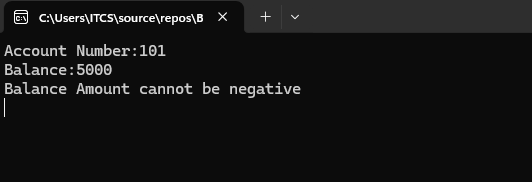 C:\Users\ITCS\source\repos\B
Account Number:101
Balance:5000
Balance Amount cannot be negative